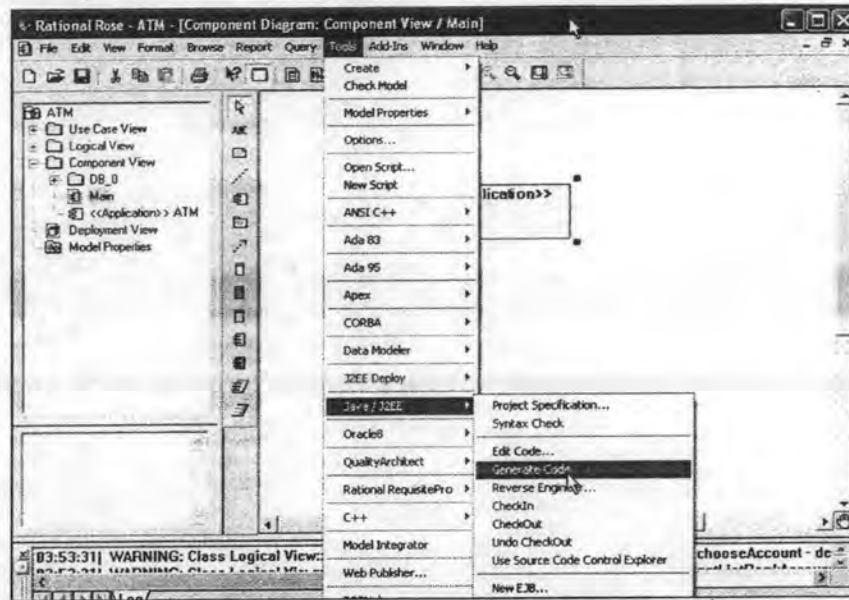 Rational Rose - ATM - [Component Diagram: Component View / Main]
File Edit View Format Browse Report Query Tools Add-Ins Window Help
Create
Check Model
Model Properties
Options...
Open Script...
New Script
ANSI C++
Ada 83
Ada 95
Apex
CORBA
Data Modeler
J2EE Deploy
Java / J2EE
Oracle8
QualityArchitect
Rational RequisitePro
C++
Model Integrator
Web Publisher...
ATM
Use Case View
Logical View
Component View
DB_0
Main
<<Application>> ATM
Deployment View
Model Properties
ABC
lication>>
Project Specification...
Syntax Check
Edit Code...
Generate Code
Reverse Engineer...
CheckIn
CheckOut
Undo CheckOut
Use Source Code Control Explorer
New EJB...
03:53:31| WARNING: Class Logical View::
chooseAccount - de
Log